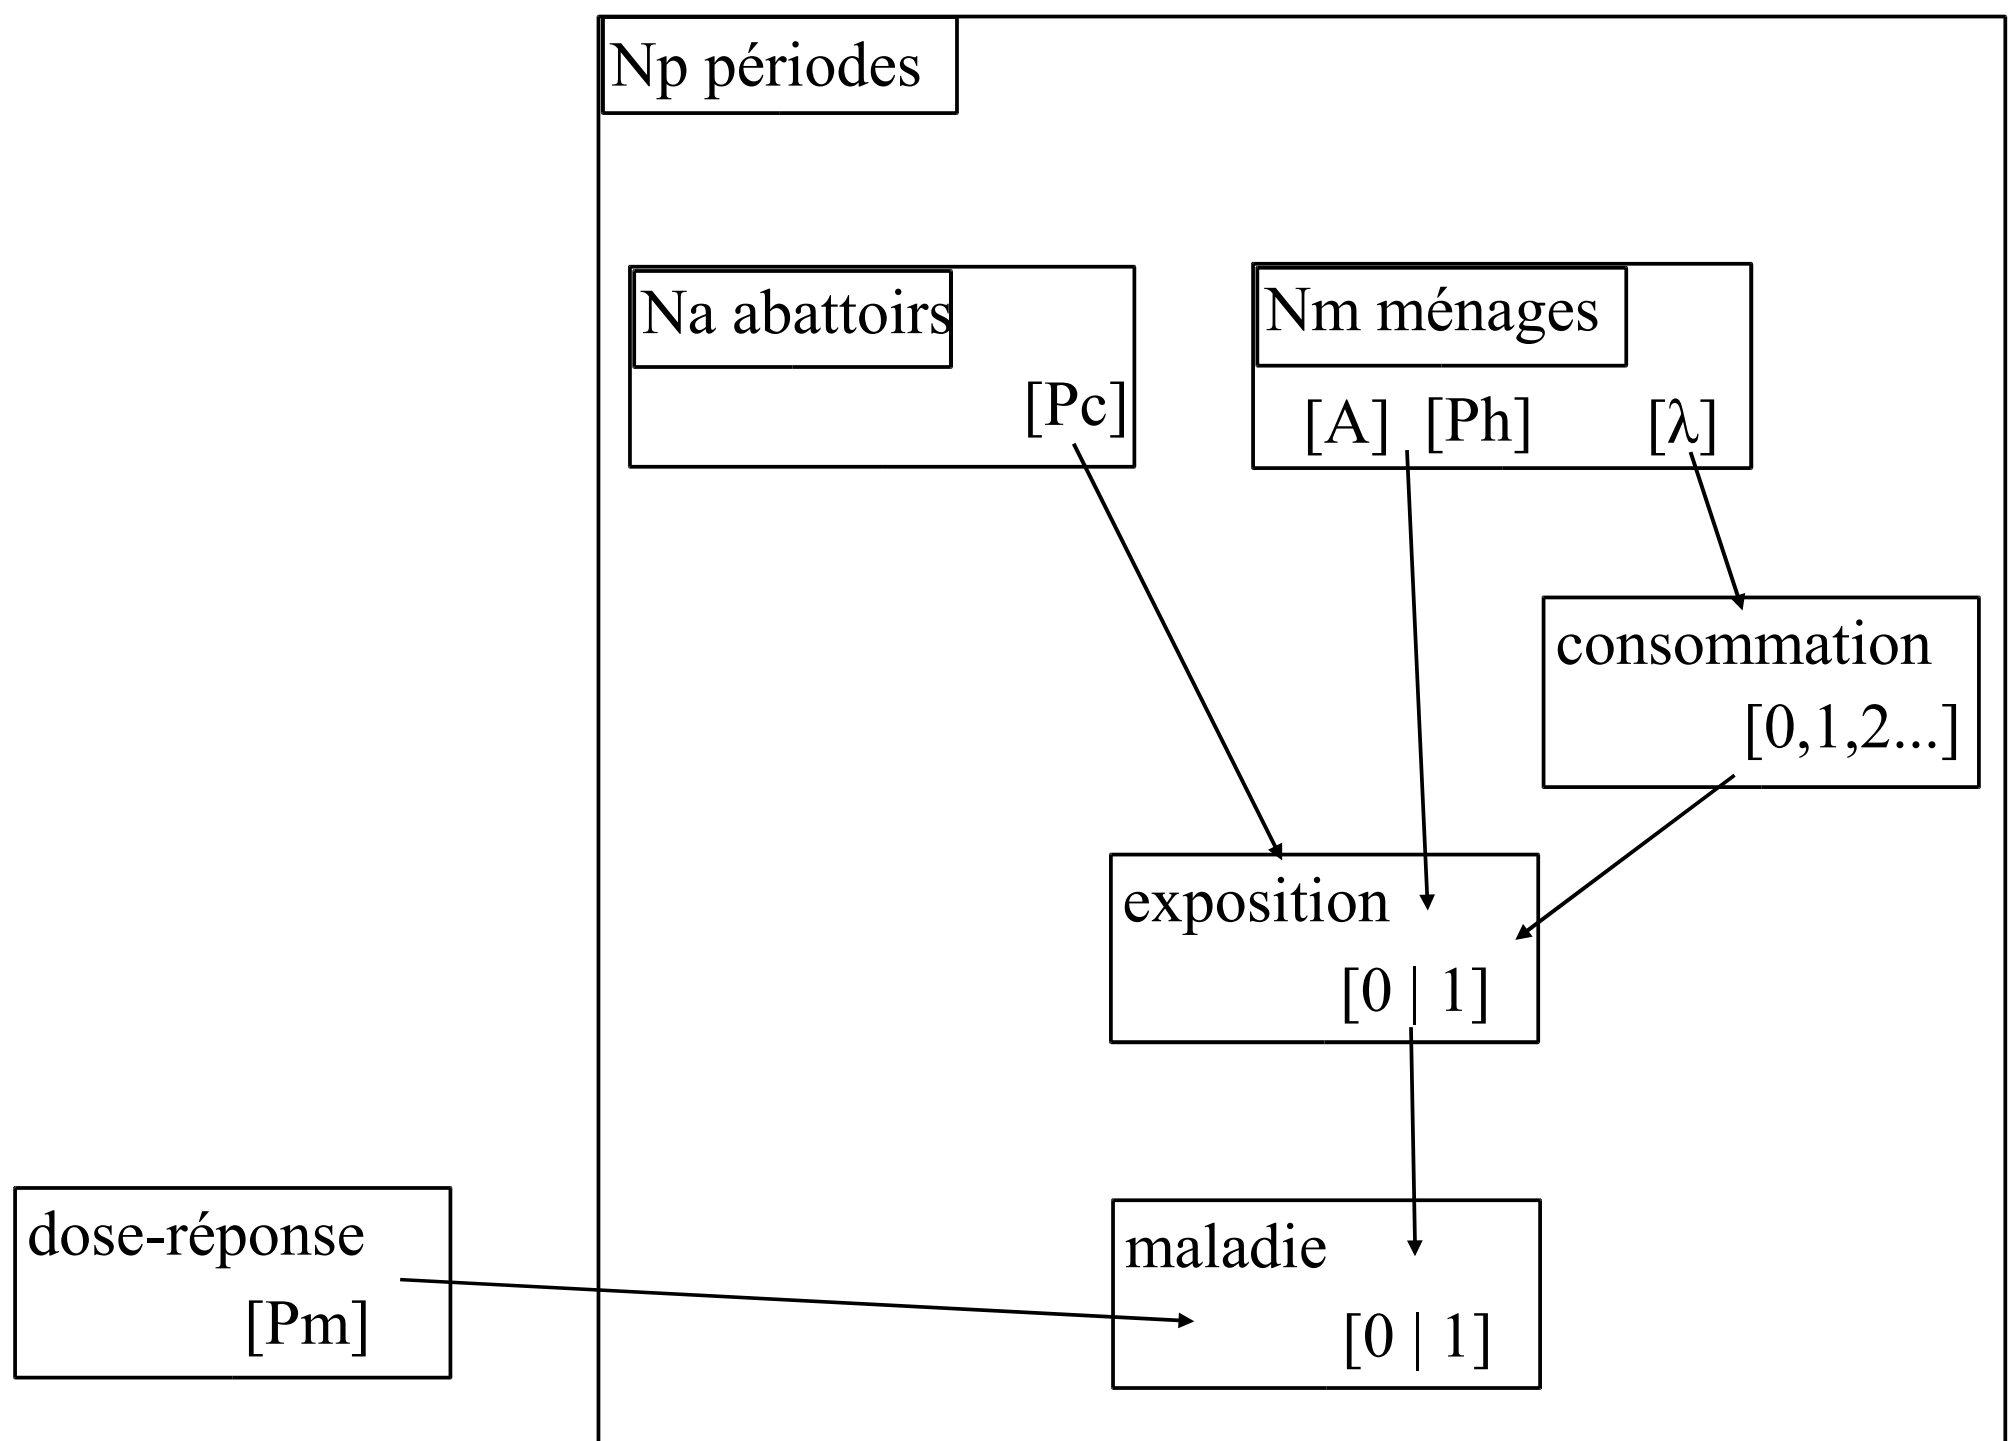 Np périodes
Na abattoirs
[Pc]
Nm ménages
[A] [Ph] [λ]
consommation
[0,1,2...]
exposition
[0 | 1]
dose-réponse
[Pm]
maladie
[0 | 1]